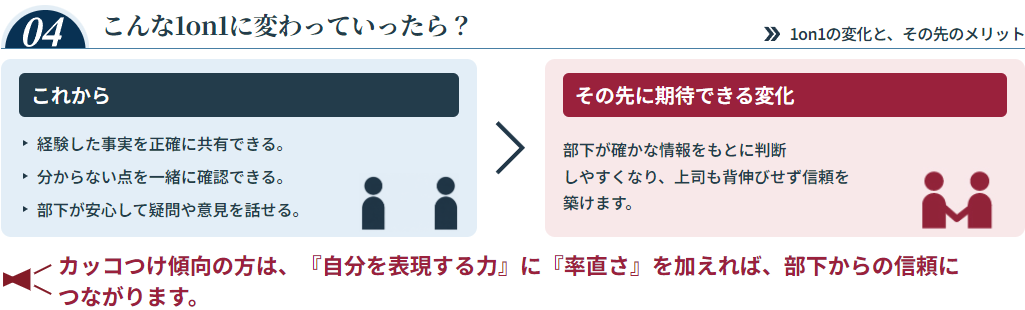 04
こんな1on1に変わっていったら？
1on1の変化と、その先のメリット
これから
経験した事実を正確に共有できる。
分からない点を一緒に確認できる。
部下が安心して疑問や意見を話せる。
その先に期待できる変化
部下が確かな情報をもとに判断
しやすくなり、上司も背伸びせず信頼を
築けます。
カッコつけ傾向の方は、『自分を表現する力』に『率直さ』を加えれば、部下からの信頼に
つながります。